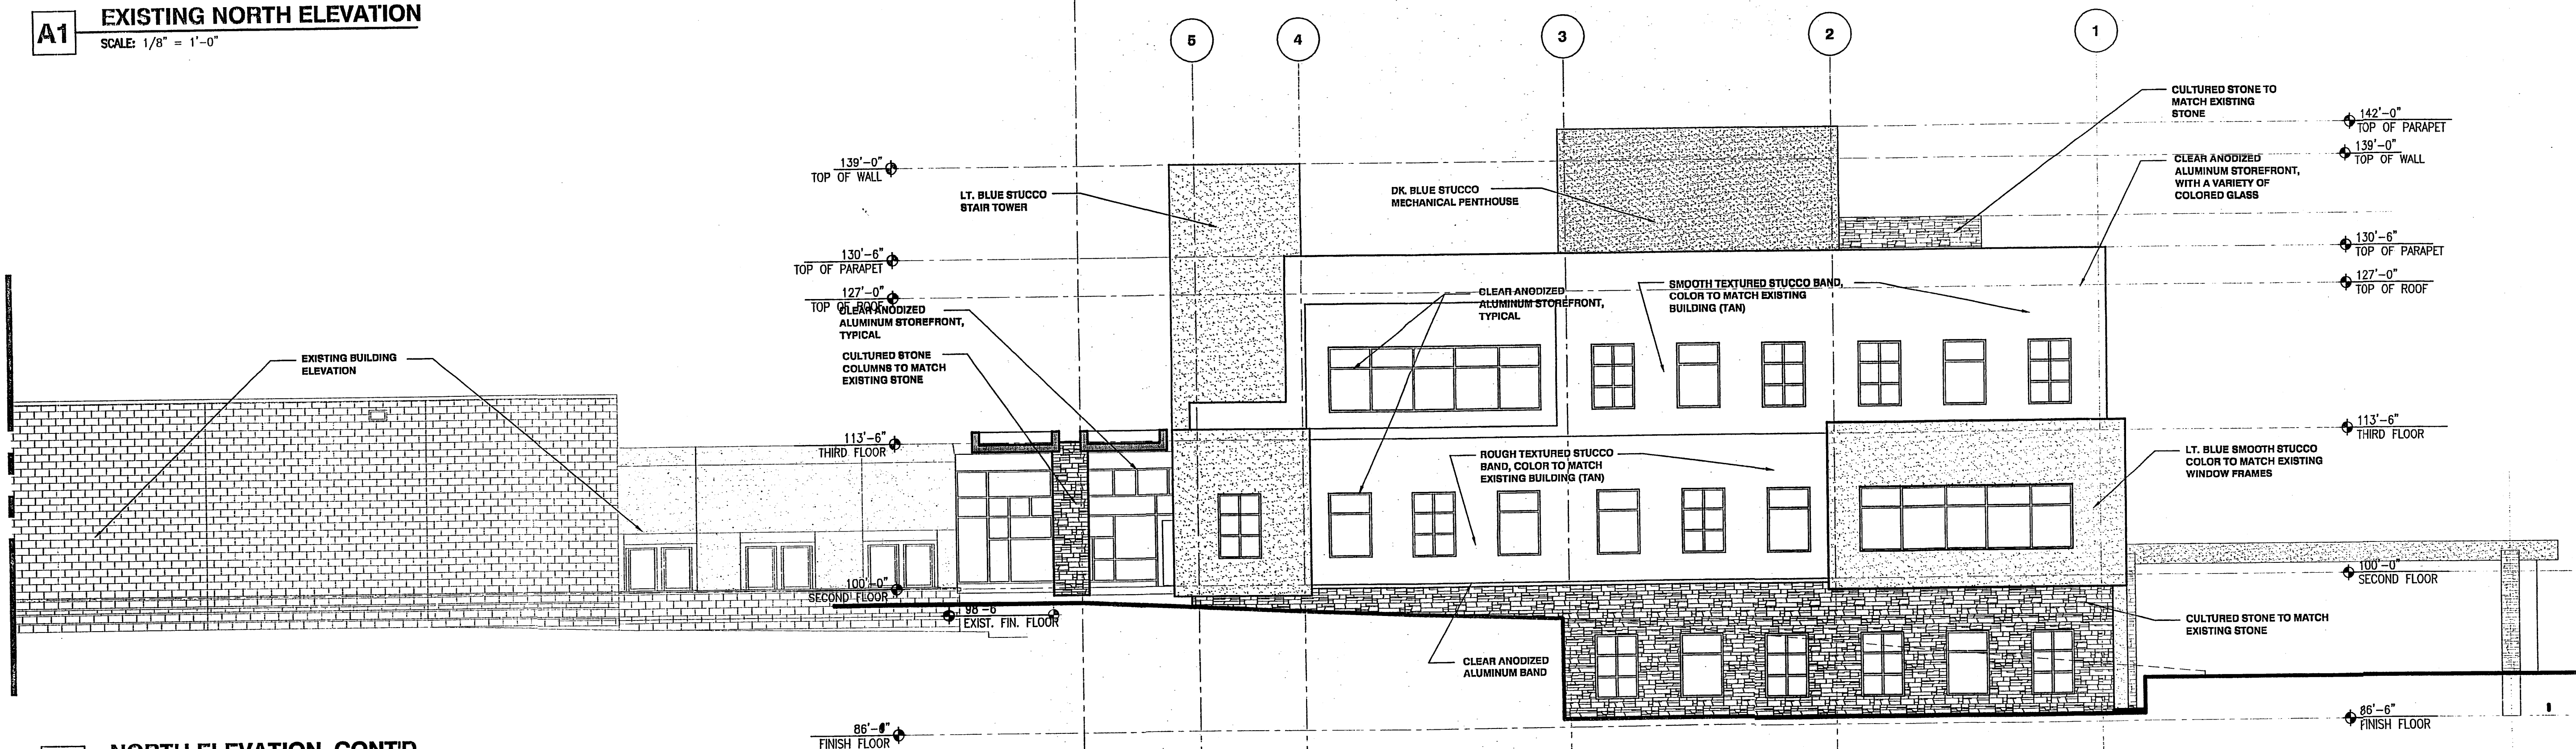 A1
EXISTING NORTH ELEVATION
SCALE: 1/8" = 1'-0"
5
4
3
2
1
139'-0"
TOP OF WALL
130'-6"
TOP OF PARAPET
127'-0"
TOP OF ROOF
LT. BLUE STUCCO
STAIR TOWER
CLEAR ANODIZED
ALUMINUM STOREFRONT,
TYPICAL
CULTURED STONE
COLUMNS TO MATCH
EXISTING STONE
EXISTING BUILDING
ELEVATION
113'-6"
THIRD FLOOR
100'-0"
SECOND FLOOR
98'-6"
EXIST. FIN. FLOOR
FINISH FLOOR
DK. BLUE STUCCO
MECHANICAL PENTHOUSE
CLEAR ANODIZED
ALUMINUM STOREFRONT,
TYPICAL
SMOOTH TEXTURED STUCCO BAND,
COLOR TO MATCH EXISTING
BUILDING (TAN)
ROUGH TEXTURED STUCCO
BAND, COLOR TO MATCH
EXISTING BUILDING (TAN)
CLEAR ANODIZED
ALUMINUM BAND
CULTURED STONE TO
MATCH EXISTING
STONE
CLEAR ANODIZED
ALUMINUM STOREFRONT,
WITH A VARIETY OF
COLORED GLASS
142'-0"
TOP OF PARAPET
139'-0"
TOP OF WALL
130'-6"
TOP OF PARAPET
127'-0"
TOP OF ROOF
113'-6"
THIRD FLOOR
LT. BLUE SMOOTH STUCCO
COLOR TO MATCH EXISTING
WINDOW FRAMES
100'-0"
SECOND FLOOR
CULTURED STONE TO MATCH
EXISTING STONE
86'-6"
FINISH FLOOR
NORTH ELEVATION, CONT'D